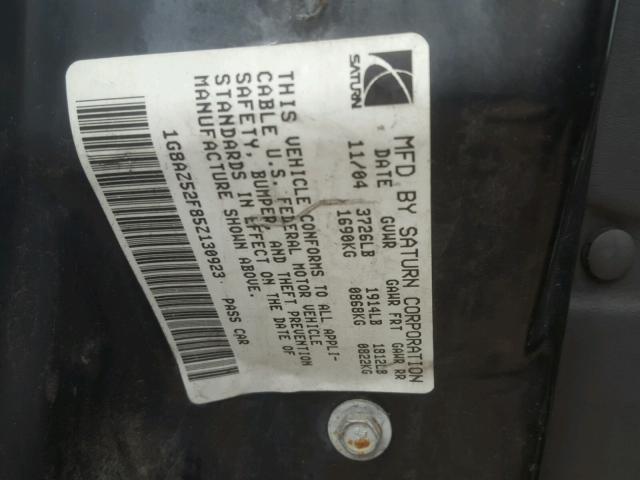 SATURN
MFD BY SATURN CORPORATION
DATE GVWR GAWR FRT GAWR RR
11/04 3726LB 1914LB 1812LB
1690KG 0868KG 0822KG
THIS VEHICLE CONFORMS TO ALL APPLI-
CABLE U.S. FEDERAL MOTOR VEHICLE
SAFETY, BUMPER, AND THEFT PREVENTION
STANDARDS IN EFFECT ON THE DATE OF
MANUFACTURE SHOWN ABOVE.
1G8AZ52F85Z130923 PASS CAR